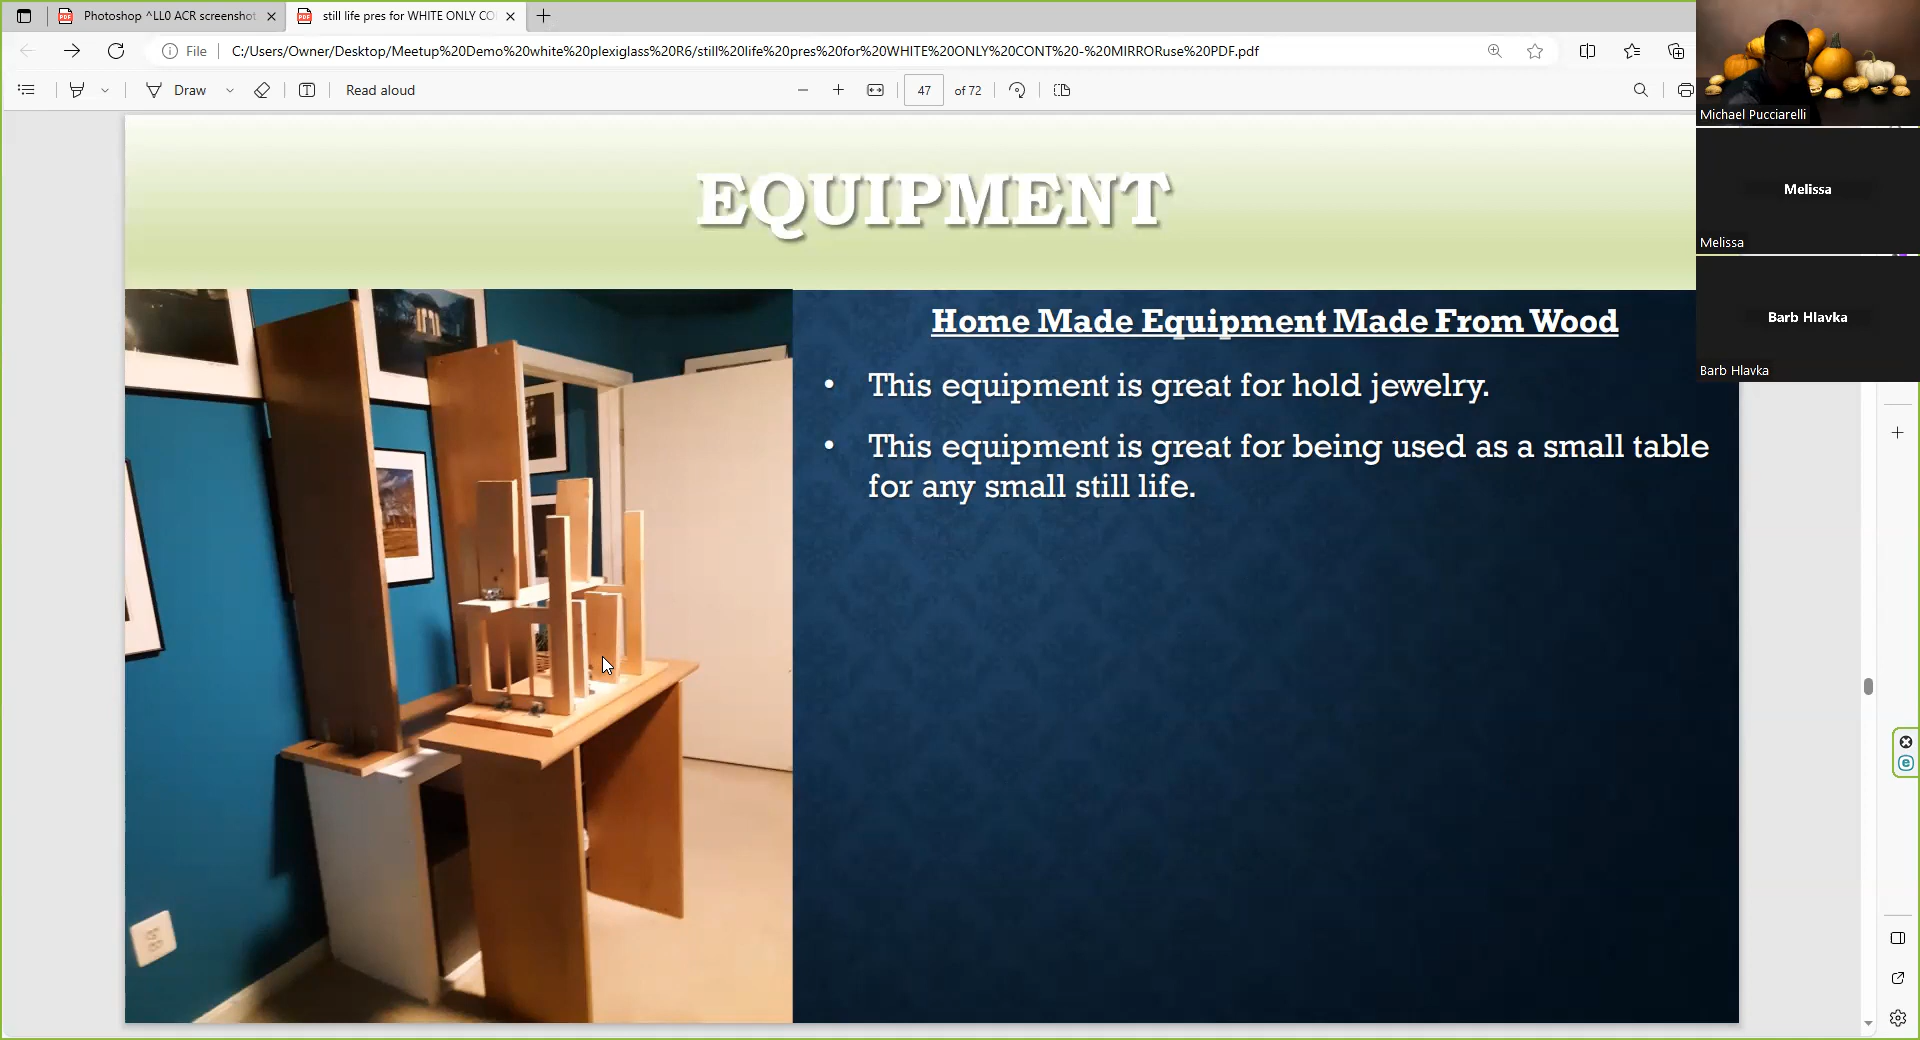 Photoshop ^LL0 ACR screenshot
still life pres for WHITE ONLY CO
File
C:/Users/Owner/Desktop/Meetup%20Demo%20white%20plexiglass%20R6/still%20life%20pres%20for%20WHITE%20ONLY%20CONT%20-%20MIRRORuse%20PDF.pdf
Draw
Read aloud
47
of 72
Michael Pucciarelli
Melissa
Melissa
Barb Hlavka
Barb Hlavka
EQUIPMENT
Home Made Equipment Made From Wood
• This equipment is great for hold jewelry.
• This equipment is great for being used as a small table
for any small still life.